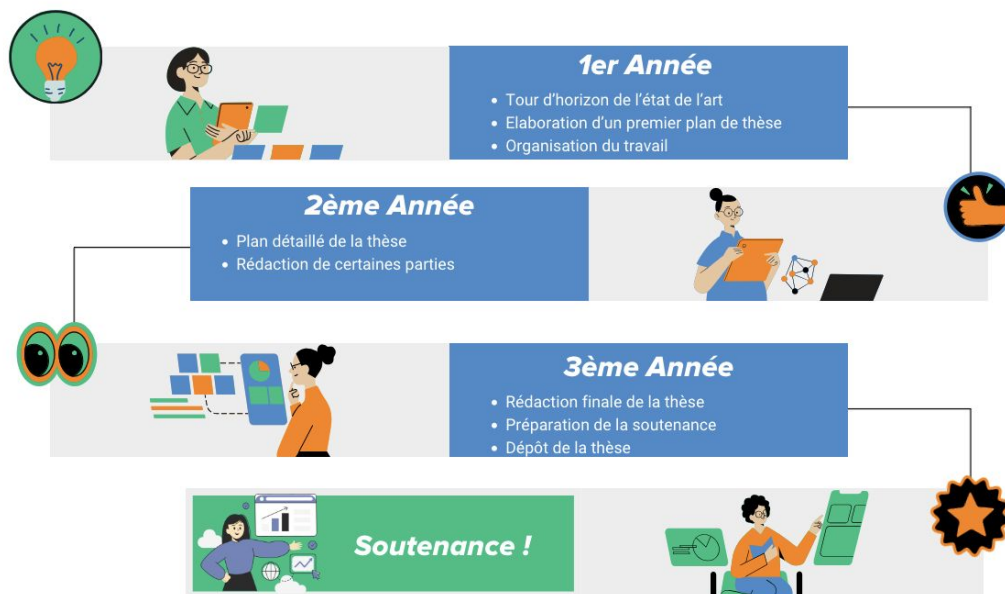 1er Année
• Tour d'horizon de l'état de l'art
• Elaboration d'un premier plan de thèse
• Organisation du travail
2ème Année
• Plan détaillé de la thèse
• Rédaction de certaines parties
3ème Année
• Rédaction finale de la thèse
• Préparation de la soutenance
• Dépôt de la thèse
Soutenance !